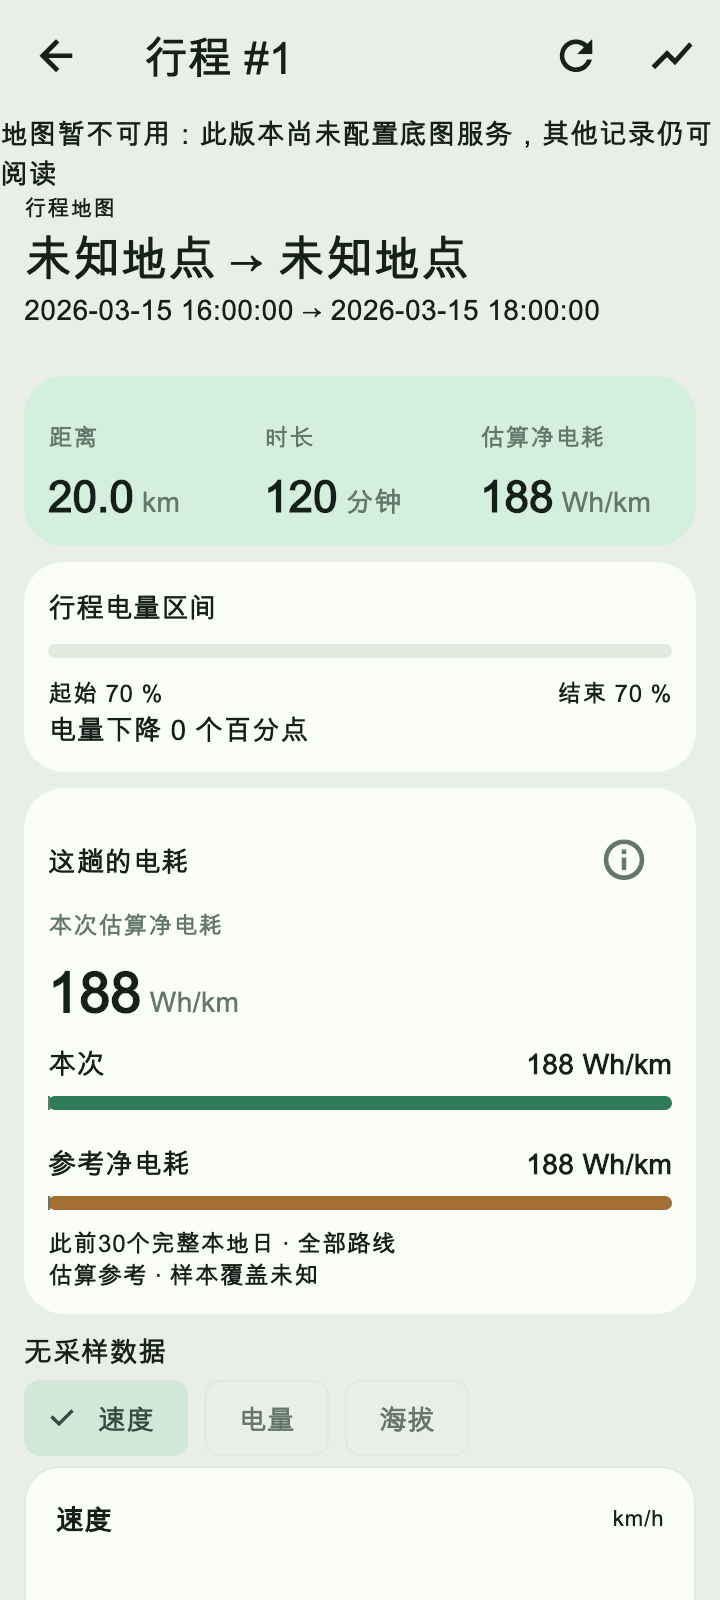 行程 #1
地图暂不可用：此版本尚未配置底图服务，其他记录仍可
阅读
行程地图
未知地点 → 未知地点
2026-03-15 16:00:00 → 2026-03-15 18:00:00
距离 时长 估算净电耗
20.0 km 120 分钟 188 Wh/km
行程电量区间
起始 70 % 结束 70 %
电量下降 0 个百分点
这趟的电耗
本次估算净电耗
188 Wh/km
本次 188 Wh/km
参考净电耗 188 Wh/km
此前30个完整本地日 · 全部路线
估算参考 · 样本覆盖未知
无采样数据
速度 电量 海拔
速度 km/h